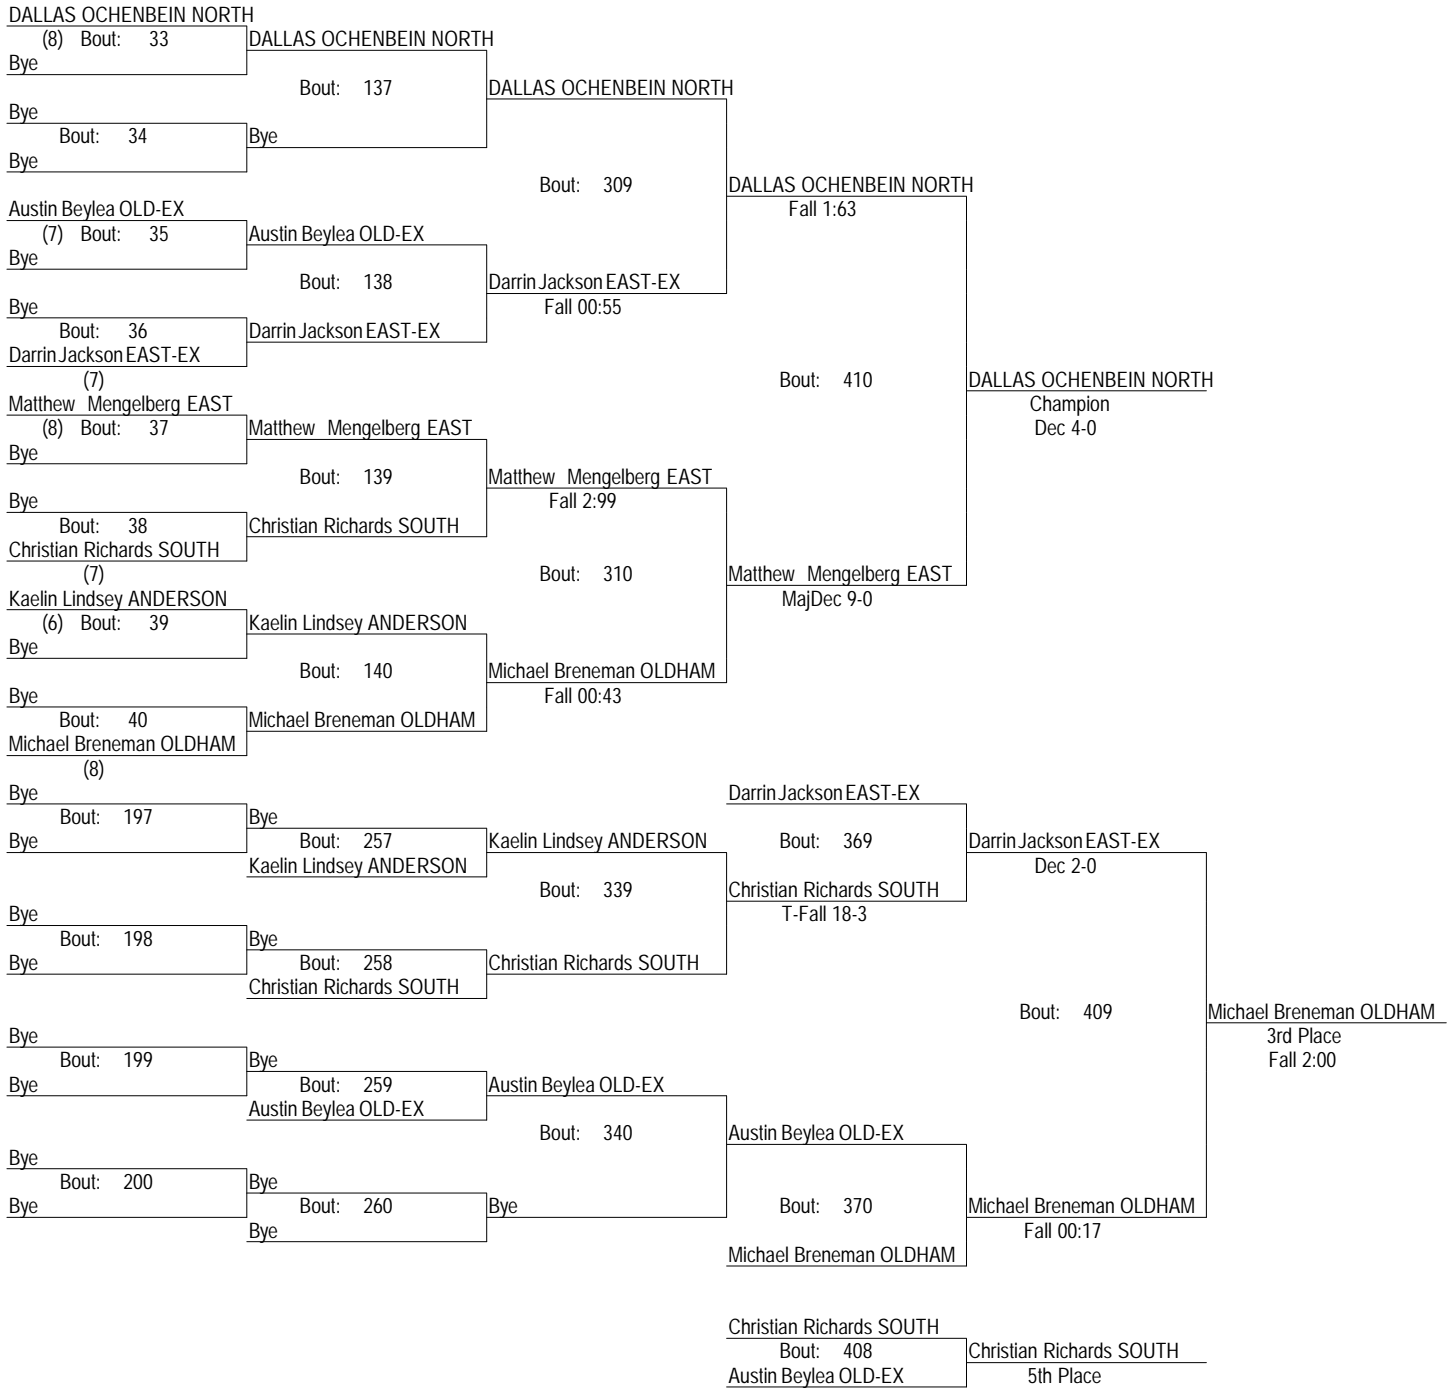 DALLAS OCHENBEIN NORTH
(8) Bout: 33 DALLAS OCHENBEIN NORTH
Bye
Bout: 137 DALLAS OCHENBEIN NORTH
Bye
Bout: 34 Bye
Bye
Bout: 309 DALLAS OCHENBEIN NORTH
Austin Beylea OLD-EX Fall 1:63
(7) Bout: 35 Austin Beylea OLD-EX
Bye
Bout: 138 Darrin Jackson EAST-EX
Bye Fall 00:55
Bout: 36 Darrin Jackson EAST-EX
Darrin Jackson EAST-EX
(7) Bout: 410 DALLAS OCHENBEIN NORTH
Matthew Mengelberg EAST Champion
(8) Bout: 37 Matthew Mengelberg EAST Dec 4-0
Bye
Bout: 139 Matthew Mengelberg EAST
Bye Fall 2:99
Bout: 38 Christian Richards SOUTH
Christian Richards SOUTH
(7) Bout: 310 Matthew Mengelberg EAST
Kaelin Lindsey ANDERSON MajDec 9-0
(6) Bout: 39 Kaelin Lindsey ANDERSON
Bye
Bout: 140 Michael Breneman OLDHAM
Bye Fall 00:43
Bout: 40 Michael Breneman OLDHAM
Michael Breneman OLDHAM
(8)
Bye Darrin Jackson EAST-EX
Bout: 197 Bye
Bye Bout: 257 Kaelin Lindsey ANDERSON Bout: 369 Darrin Jackson EAST-EX
Kaelin Lindsey ANDERSON Dec 2-0
Bout: 339 Christian Richards SOUTH
Bye T-Fall 18-3
Bout: 198 Bye
Bye Bout: 258 Christian Richards SOUTH
Christian Richards SOUTH
Bout: 409 Michael Breneman OLDHAM
Bye 3rd Place
Bout: 199 Bye Fall 2:00
Bye Bout: 259 Austin Beylea OLD-EX
Austin Beylea OLD-EX
Bout: 340 Austin Beylea OLD-EX
Bye
Bout: 200 Bye
Bye Bout: 260 Bye Bout: 370 Michael Breneman OLDHAM
Bye Fall 00:17
Michael Breneman OLDHAM
Christian Richards SOUTH
Bout: 408 Christian Richards SOUTH
Austin Beylea OLD-EX 5th Place